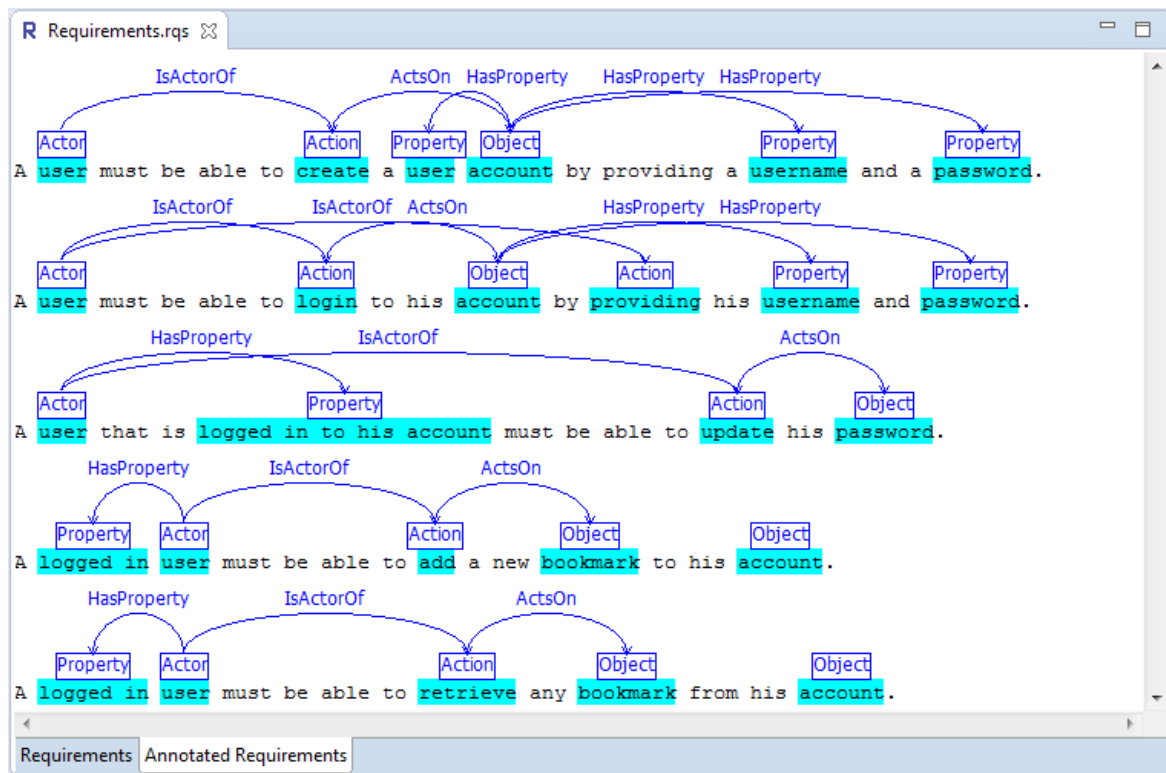 R Requirements.rqs
IsActorOf ActsOn HasProperty HasProperty HasProperty
Actor Action Property Object Property Property
A user must be able to create a user account by providing a username and a password.
IsActorOf IsActorOf ActsOn HasProperty HasProperty
Actor Action Object Action Property Property
A user must be able to login to his account by providing his username and password.
HasProperty IsActorOf ActsOn
Actor Property Action Object
A user that is logged in to his account must be able to update his password.
HasProperty IsActorOf ActsOn
Property Actor Action Object Object
A logged in user must be able to add a new bookmark to his account.
HasProperty IsActorOf ActsOn
Property Actor Action Object Object
A logged in user must be able to retrieve any bookmark from his account.
Requirements Annotated Requirements